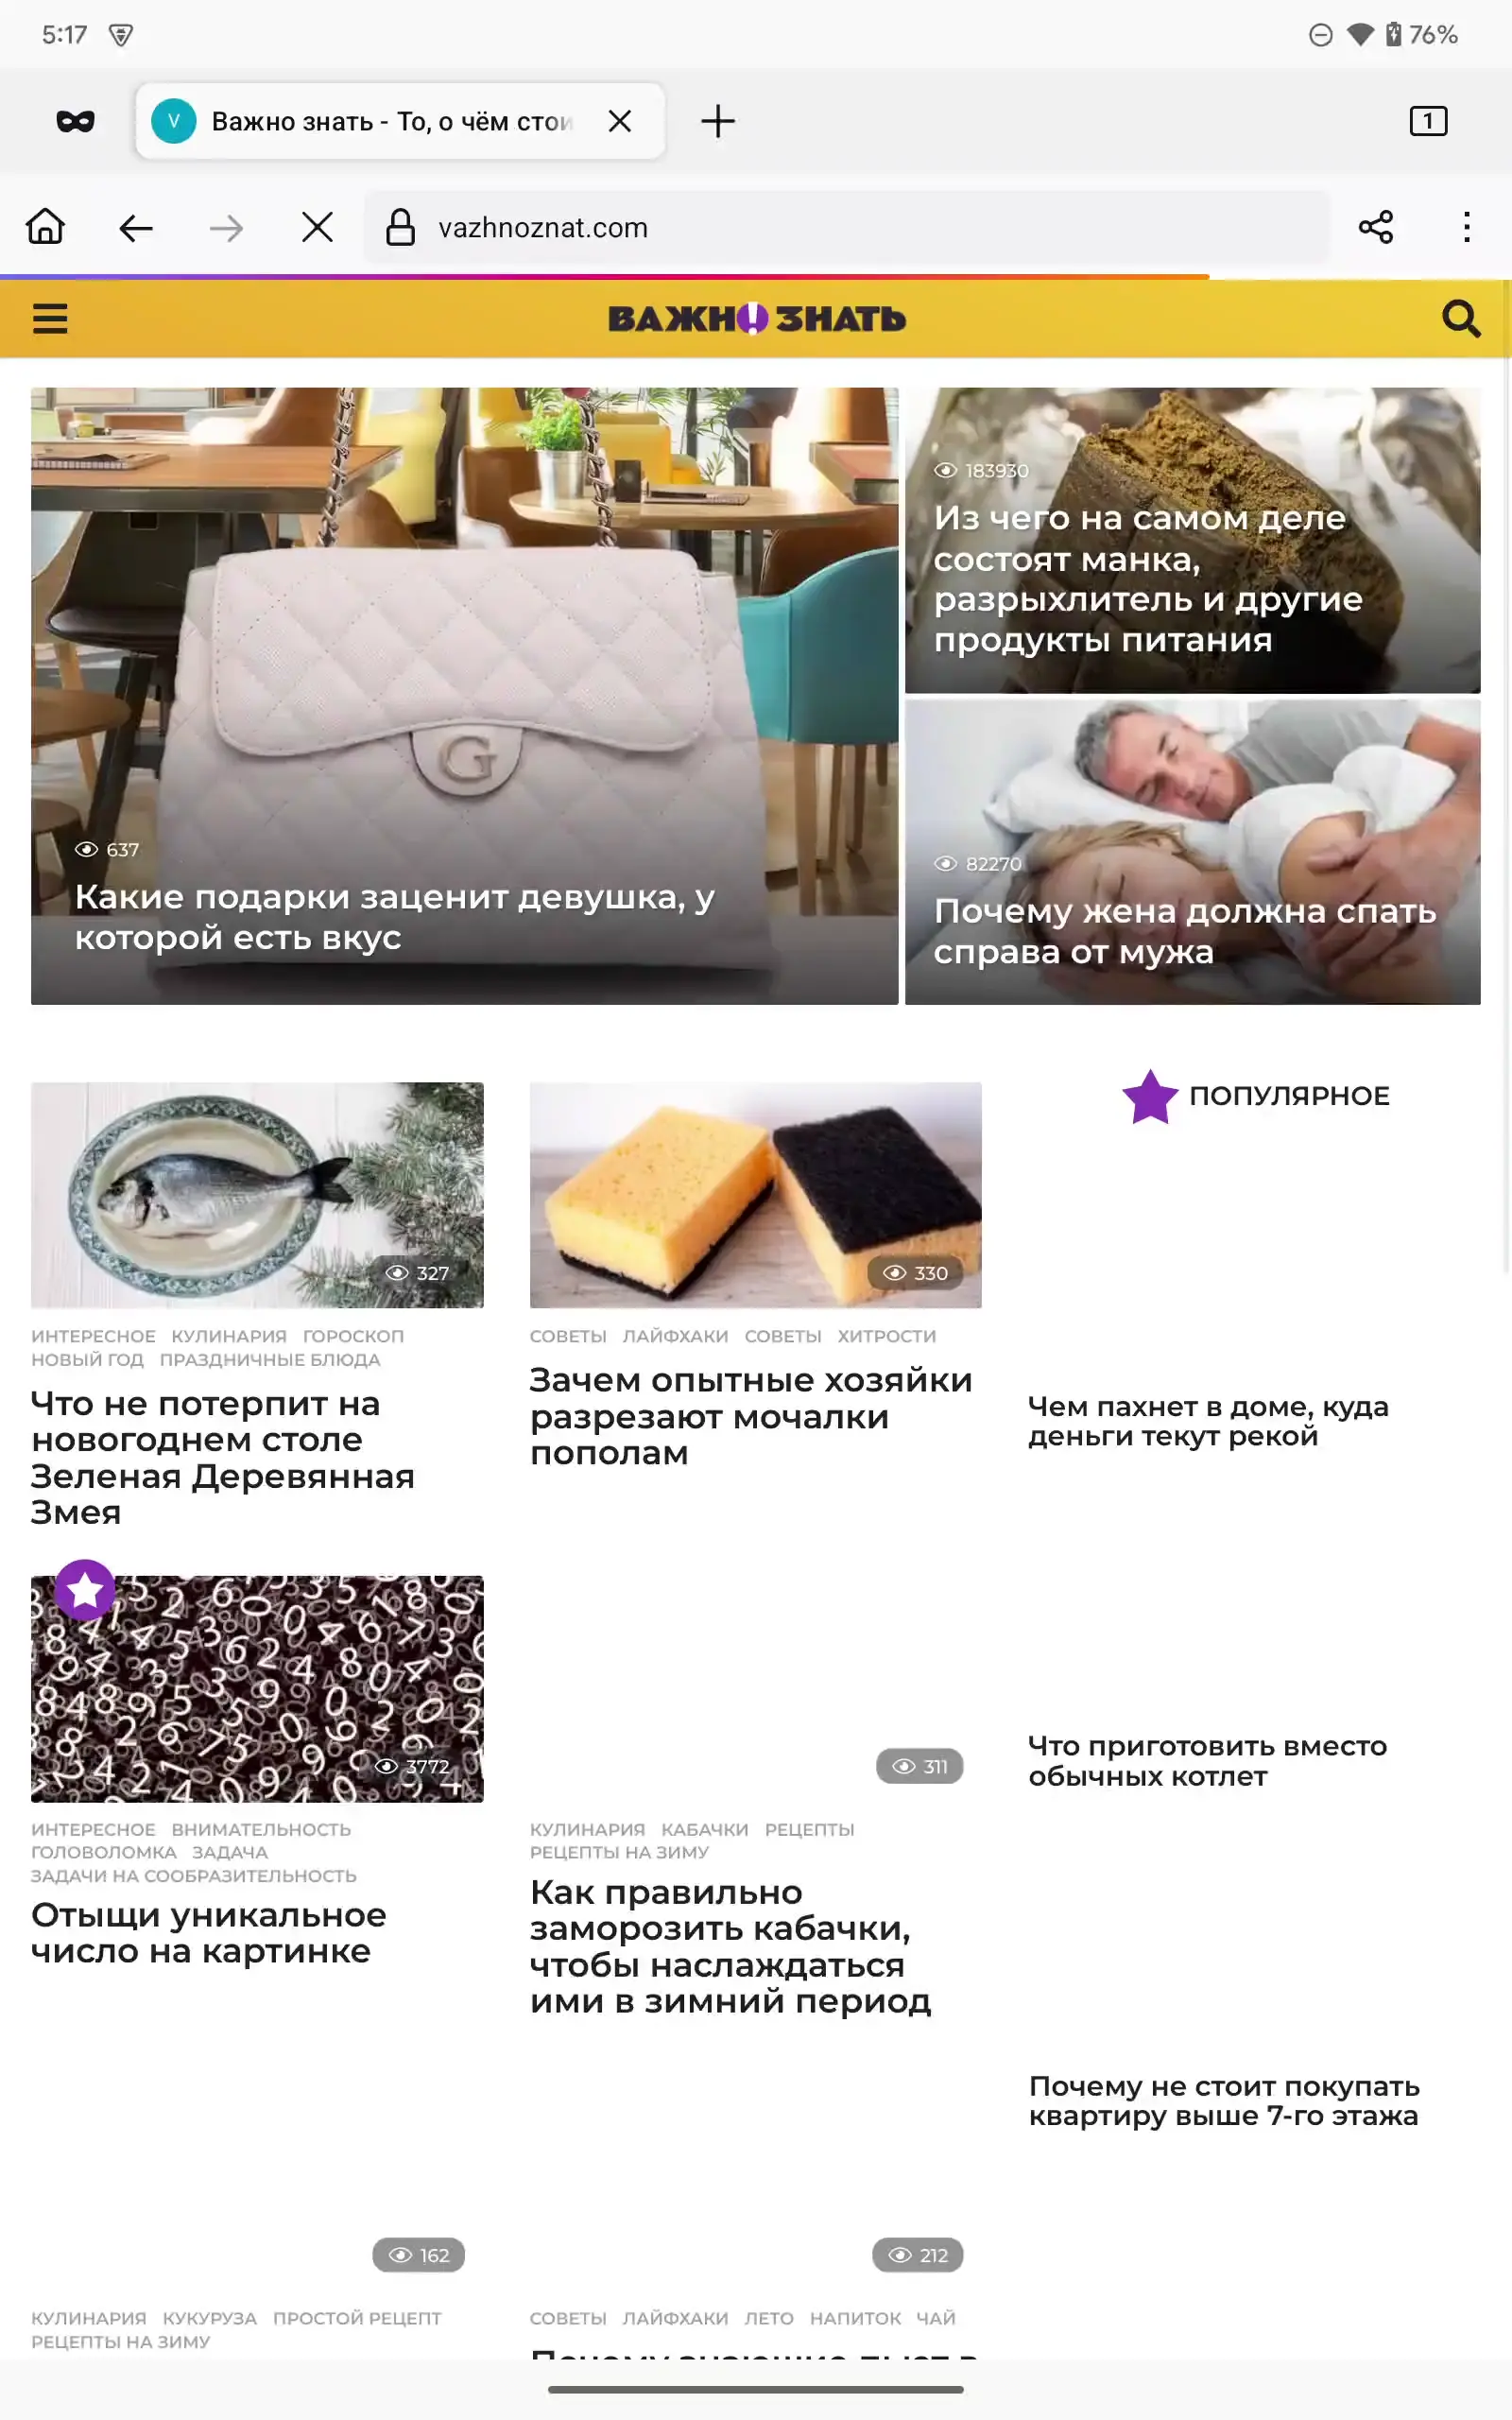 5:17
76%
V Важно знать - То, о чём стои
1
vazhnoznat.com
ВАЖНО ЗНАТЬ
183930
Из чего на самом деле
состоят манка,
разрыхлитель и другие
продукты питания
G
637
Какие подарки заценит девушка, у
которой есть вкус
82270
Почему жена должна спать
справа от мужа
327
ИНТЕРЕСНОЕ КУЛИНАРИЯ ГОРОСКОП
НОВЫЙ ГОД ПРАЗДНИЧНЫЕ БЛЮДА
Что не потерпит на
новогоднем столе
Зеленая Деревянная
Змея
330
СОВЕТЫ ЛАЙФХАКИ СОВЕТЫ ХИТРОСТИ
Зачем опытные хозяйки
разрезают мочалки
пополам
ПОПУЛЯРНОЕ
Чем пахнет в доме, куда
деньги текут рекой
3772
ИНТЕРЕСНОЕ ВНИМАТЕЛЬНОСТЬ
ГОЛОВОЛОМКА ЗАДАЧА
ЗАДАЧИ НА СООБРАЗИТЕЛЬНОСТЬ
Отыщи уникальное
число на картинке
311
КУЛИНАРИЯ КАБАЧКИ РЕЦЕПТЫ
РЕЦЕПТЫ НА ЗИМУ
Как правильно
заморозить кабачки,
чтобы наслаждаться
ими в зимний период
Что приготовить вместо
обычных котлет
Почему не стоит покупать
квартиру выше 7-го этажа
162
КУЛИНАРИЯ КУКУРУЗА ПРОСТОЙ РЕЦЕПТ
РЕЦЕПТЫ НА ЗИМУ
212
СОВЕТЫ ЛАЙФХАКИ ЛЕТО НАПИТОК ЧАЙ